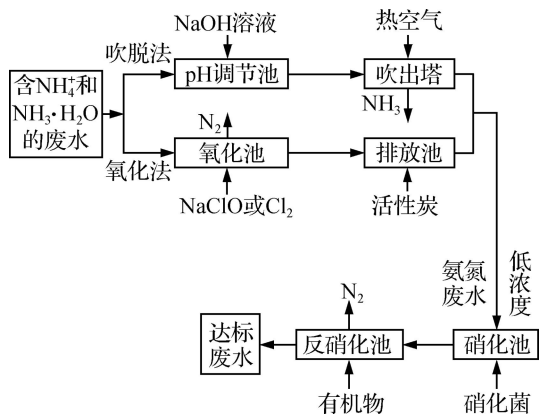 NaOH溶液
热空气
吹脱法
pH调节池
吹出塔
含NH₄⁺和
NH₃·H₂O
的废水
NH₃
N₂
氧化法
氧化池
排放池
NaClO或Cl₂
活性炭
氨氮
废水
低浓度
N₂
达标
废水
反硝化池
硝化池
有机物
硝化菌